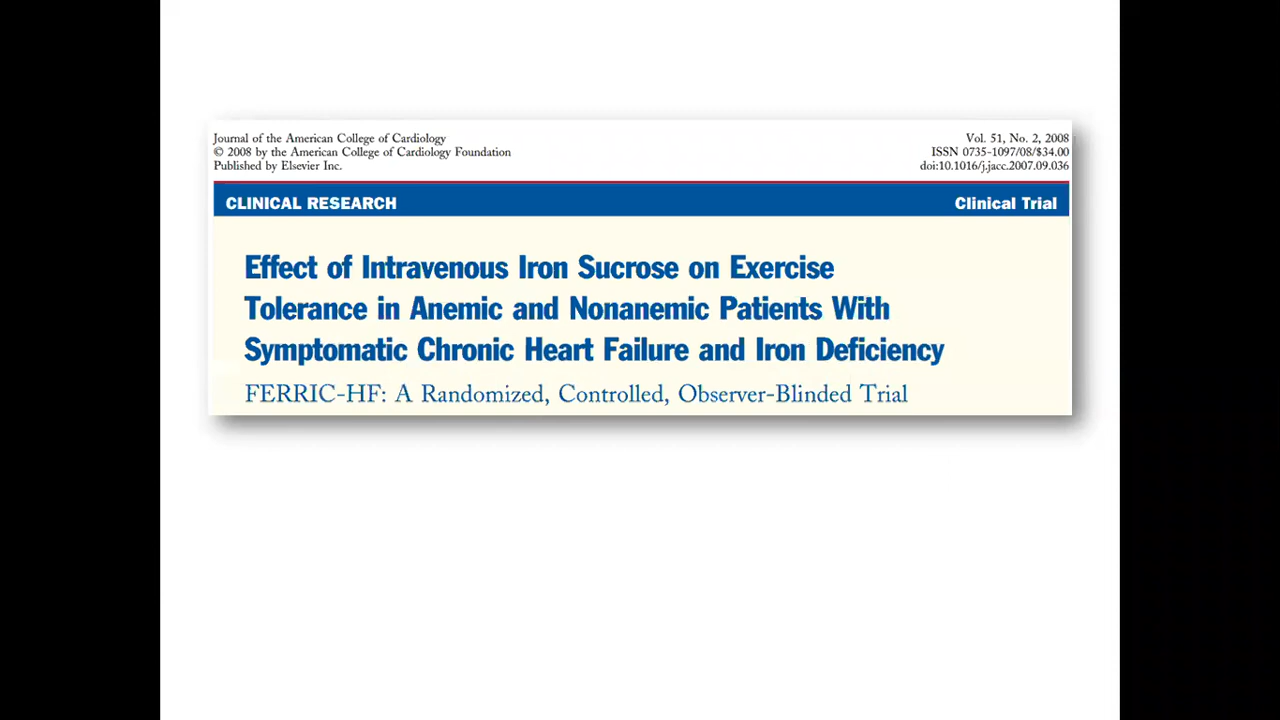 Journal of the American College of Cardiology
Vol. 51, No. 2, 2008
© 2008 by the American College of Cardiology Foundation
ISSN 0735-1097/08/$34.00
Published by Elsevier Inc.
doi:10.1016/j.jacc.2007.09.036
CLINICAL RESEARCH
Clinical Trial
Effect of Intravenous Iron Sucrose on Exercise
Tolerance in Anemic and Nonanemic Patients With
Symptomatic Chronic Heart Failure and Iron Deficiency
FERRIC-HF: A Randomized, Controlled, Observer-Blinded Trial